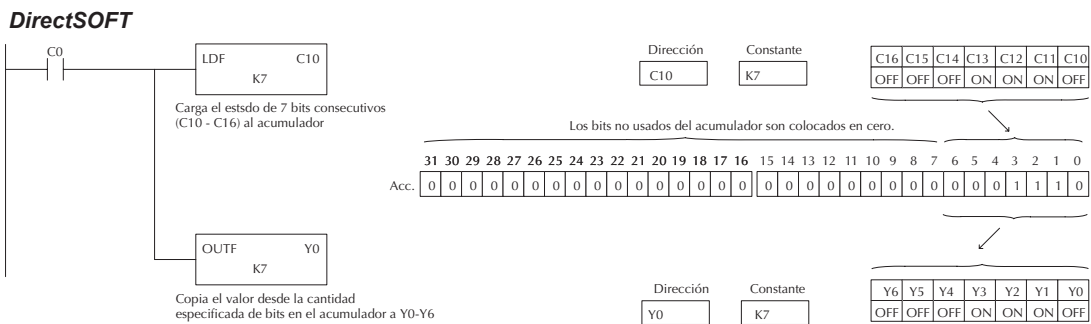 DirectSOFT
C0
LDF C10
K7
Carga el estsdo de 7 bits consecutivos
(C10 - C16) al acumulador
Dirección Constante
C10 K7
C16 C15 C14 C13 C12 C11 C10
OFF OFF OFF ON ON ON OFF
Los bits no usados del acumulador son colocados en cero.
31 30 29 28 27 26 25 24 23 22 21 20 19 18 17 16 15 14 13 12 11 10 9 8 7 6 5 4 3 2 1 0
Acc. 0 0 0 0 0 0 0 0 0 0 0 0 0 0 0 0 0 0 0 0 0 0 0 0 0 0 0 0 1 1 1 0
OUTF Y0
K7
Copia el valor desde la cantidad
especificada de bits en el acumulador a Y0-Y6
Dirección Constante
Y0 K7
Y6 Y5 Y4 Y3 Y2 Y1 Y0
OFF OFF OFF ON ON ON OFF